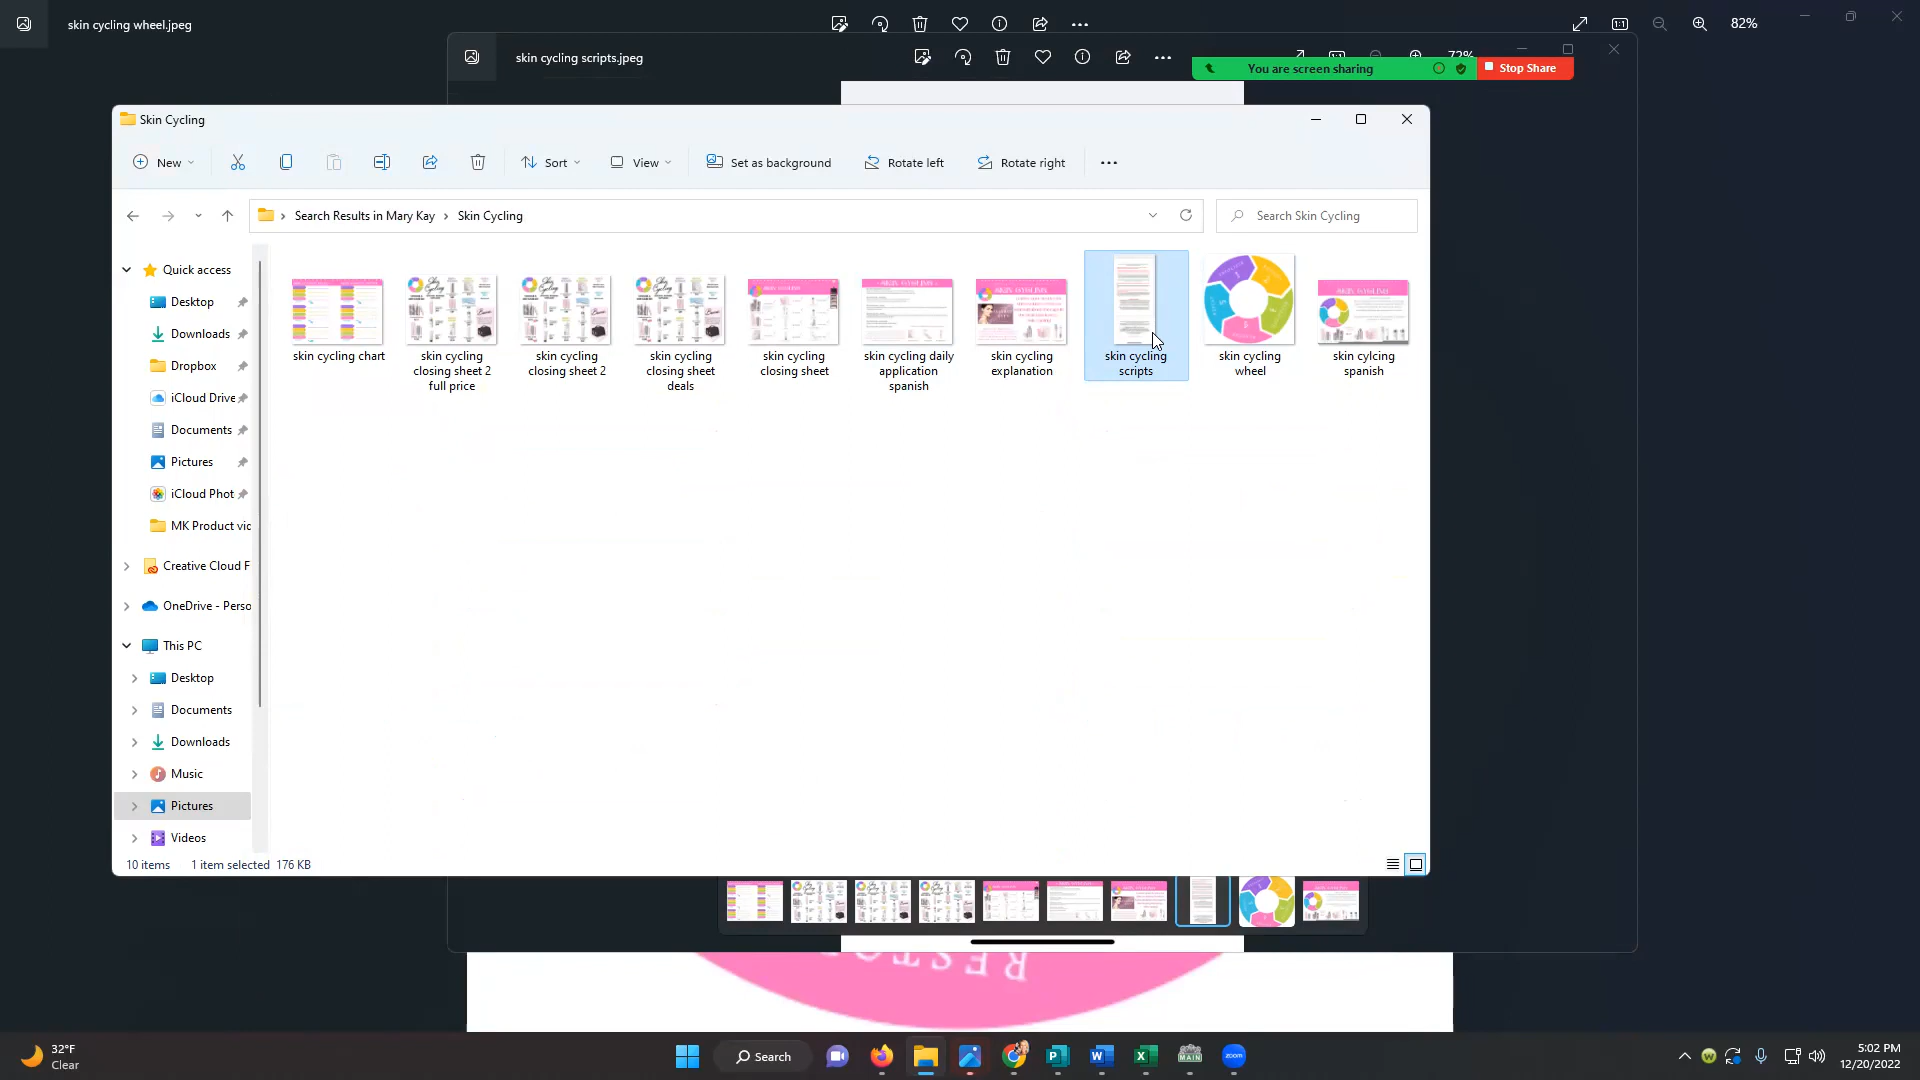 skin cycling wheel.jpeg
82%
skin cycling scripts.jpeg
You are screen sharing
Stop Share
Skin Cycling
New
Sort
View
Set as background
Rotate left
Rotate right
Search Results in Mary Kay
Skin Cycling
Search Skin Cycling
Quick access
Desktop
Downloads
Dropbox
iCloud Drive
Documents
Pictures
iCloud Phot
MK Product vid
Creative Cloud F
OneDrive - Perso
This PC
Desktop
Documents
Downloads
Music
Pictures
Videos
skin cycling chart
skin cycling
closing sheet 2
full price
skin cycling
closing sheet 2
skin cycling
closing sheet
deals
skin cycling
closing sheet
skin cycling daily
application
spanish
skin cycling
explanation
skin cycling
scripts
skin cycling
wheel
skin cylcing
spanish
10 items
1 item selected 176 KB
RESTO
32°F
Clear
Search
MAIN
zoom
5:02 PM
12/20/2022